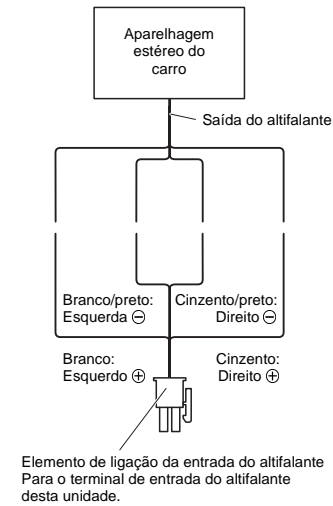 Aparelhagem
estéreo do
carro
Saída do altifalante
Branco/preto:
Esquerda ⊖
Cinzento/preto:
Direito ⊖
Branco:
Esquerdo ⊕
Cinzento:
Direito ⊕
Elemento de ligação da entrada do altifalante
Para o terminal de entrada do altifalante
desta unidade.